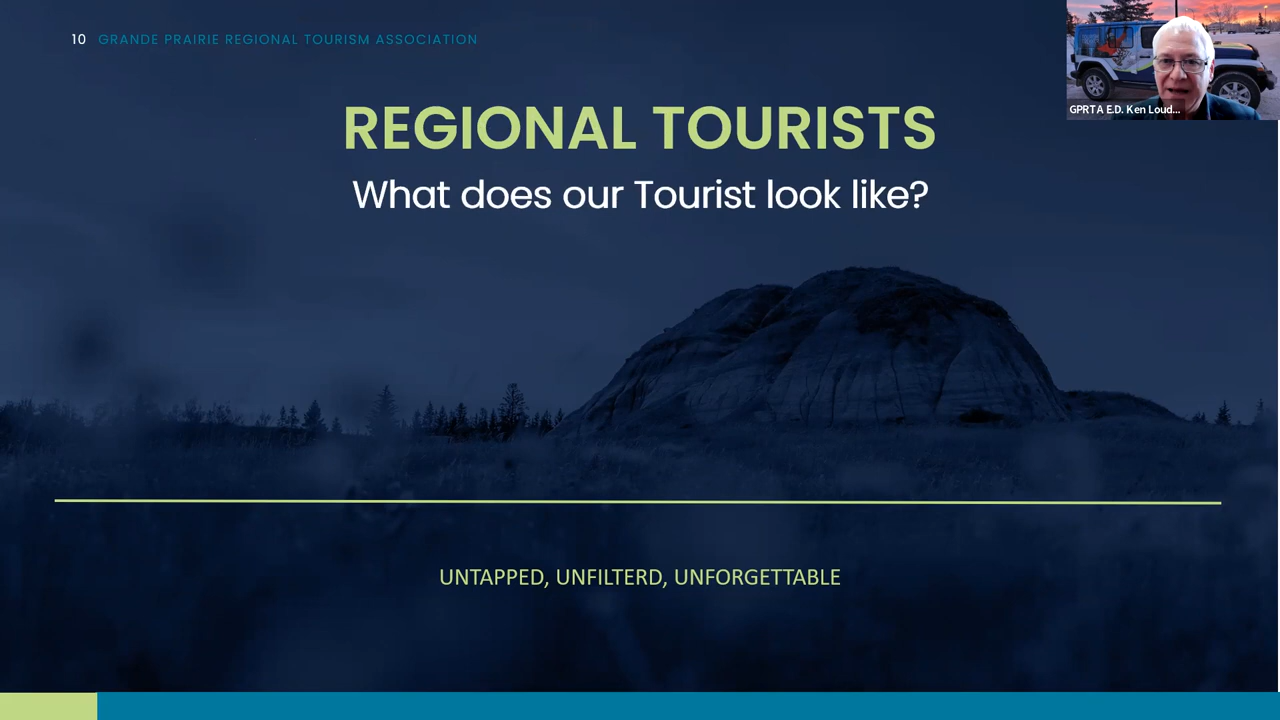 10 GRANDE PRAIRIE REGIONAL TOURISM ASSOCIATION
GPRTA E.D. Ken Loud...
REGIONAL TOURISTS
What does our Tourist look like?
UNTAPPED, UNFILTERD, UNFORGETTABLE